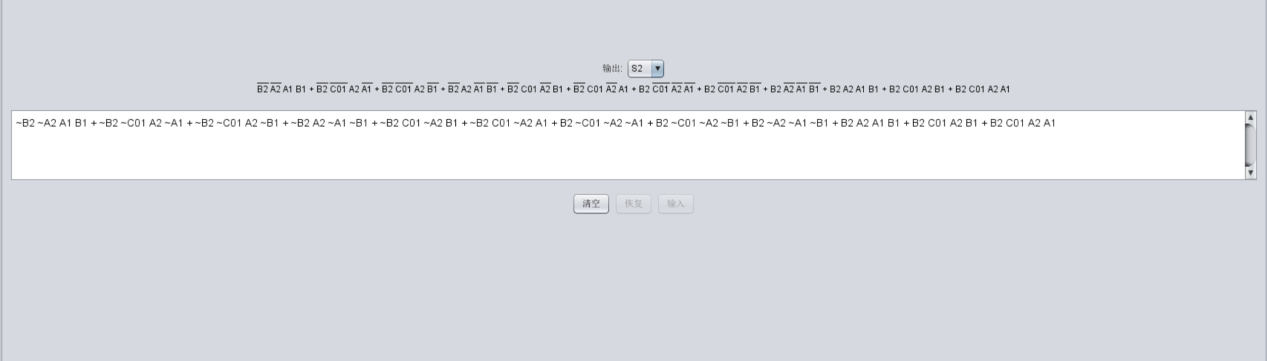 输出: S2
B2 A2 A1 B1 + B2 C01 A2 A1 + B2 C01 A2 B1 + B2 A2 A1 B1 + B2 C01 A2 B1 + B2 C01 A2 A1 + B2 C01 A2 A1 + B2 C01 A2 B1 + B2 A2 A1 B1 + B2 A2 A1 B1 + B2 C01 A2 B1 + B2 C01 A2 A1
~B2 ~A2 A1 B1 + ~B2 ~C01 A2 ~A1 + ~B2 ~C01 A2 ~B1 + ~B2 A2 ~A1 ~B1 + ~B2 C01 ~A2 B1 + ~B2 C01 ~A2 A1 + B2 ~C01 ~A2 ~A1 + B2 ~C01 ~A2 ~B1 + B2 ~A2 ~A1 ~B1 + B2 A2 A1 B1 + B2 C01 A2 B1 + B2 C01 A2 A1
清空 恢复 输入